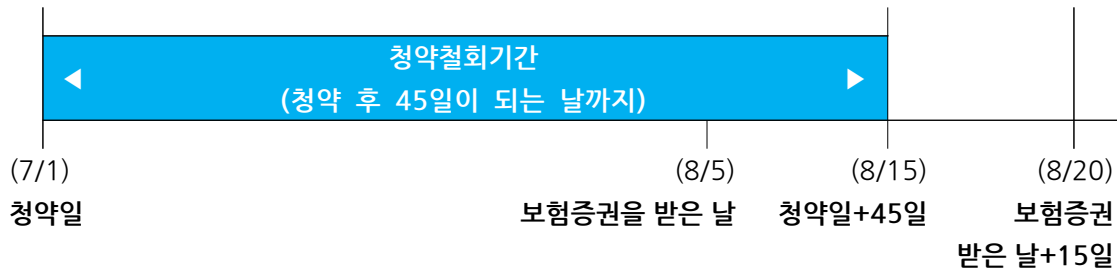 청약철회기간
(청약 후 45일이 되는 날까지)
(7/1) (8/5) (8/15) (8/20)
청약일 보험증권을 받은 날 청약일+45일 보험증권
받은 날+15일